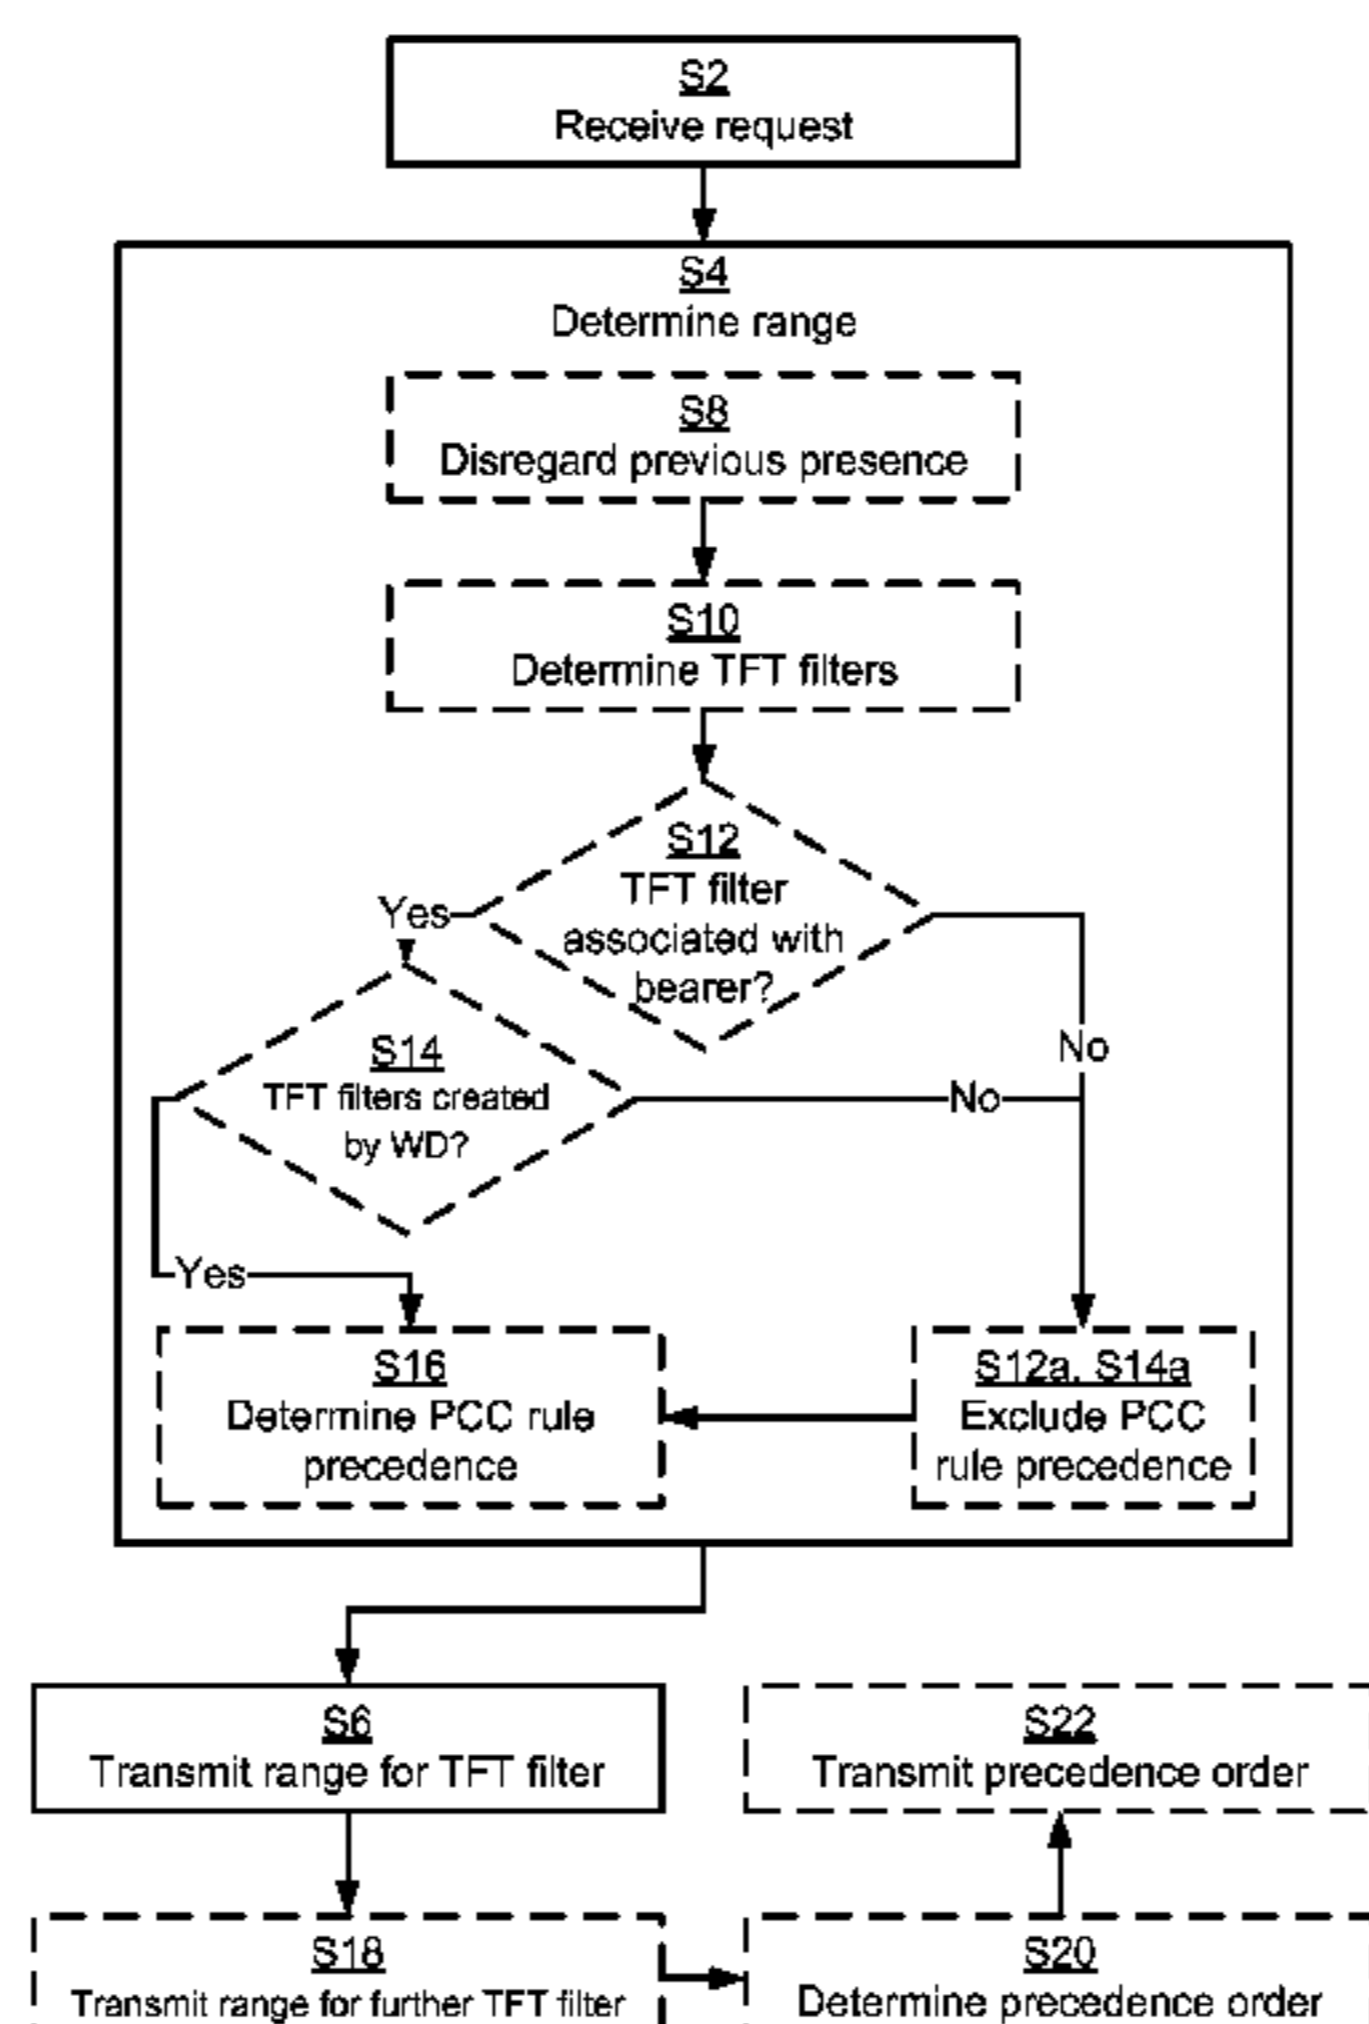 S2
Receive request
S4
Determine range
S8
Disregard previous presence
S10
Determine TFT filters
S12
TFT filter
associated with
bearer?
Yes
No
S14
TFT filters created
by WD?
No
Yes
S16
Determine PCC rule
precedence
S12a, S14a
Exclude PCC
rule precedence
S6
Transmit range for TFT filter
S22
Transmit precedence order
S18
Transmit range for further TFT filter
S20
Determine precedence order